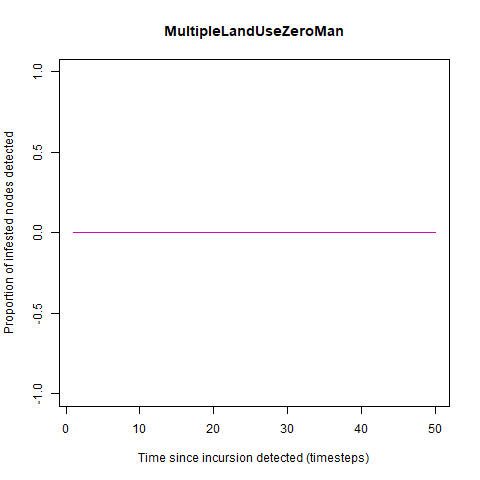 MultipleLandUseZeroMan
Proportion of infested nodes detected
1.0
0.5
0.0
-0.5
-1.0
0 10 20 30 40 50
Time since incursion detected (timesteps)